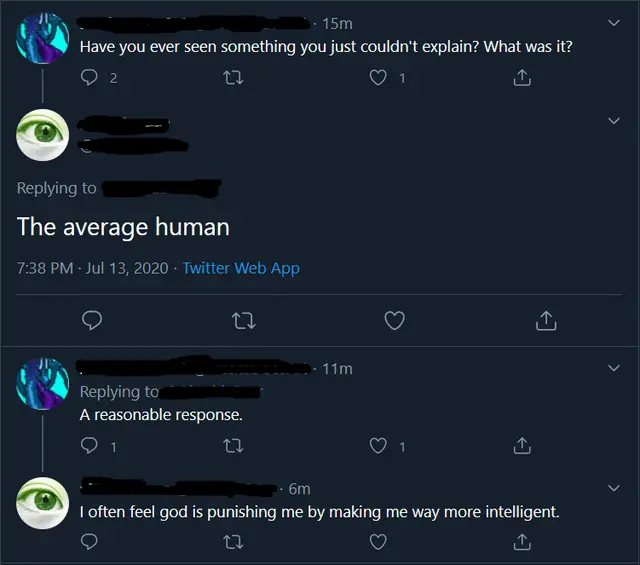 · 15m
Have you ever seen something you just couldn't explain? What was it?
2 1
Replying to
The average human
7:38 PM · Jul 13, 2020 · Twitter Web App
· 11m
Replying to
A reasonable response.
1 1
· 6m
I often feel god is punishing me by making me way more intelligent.